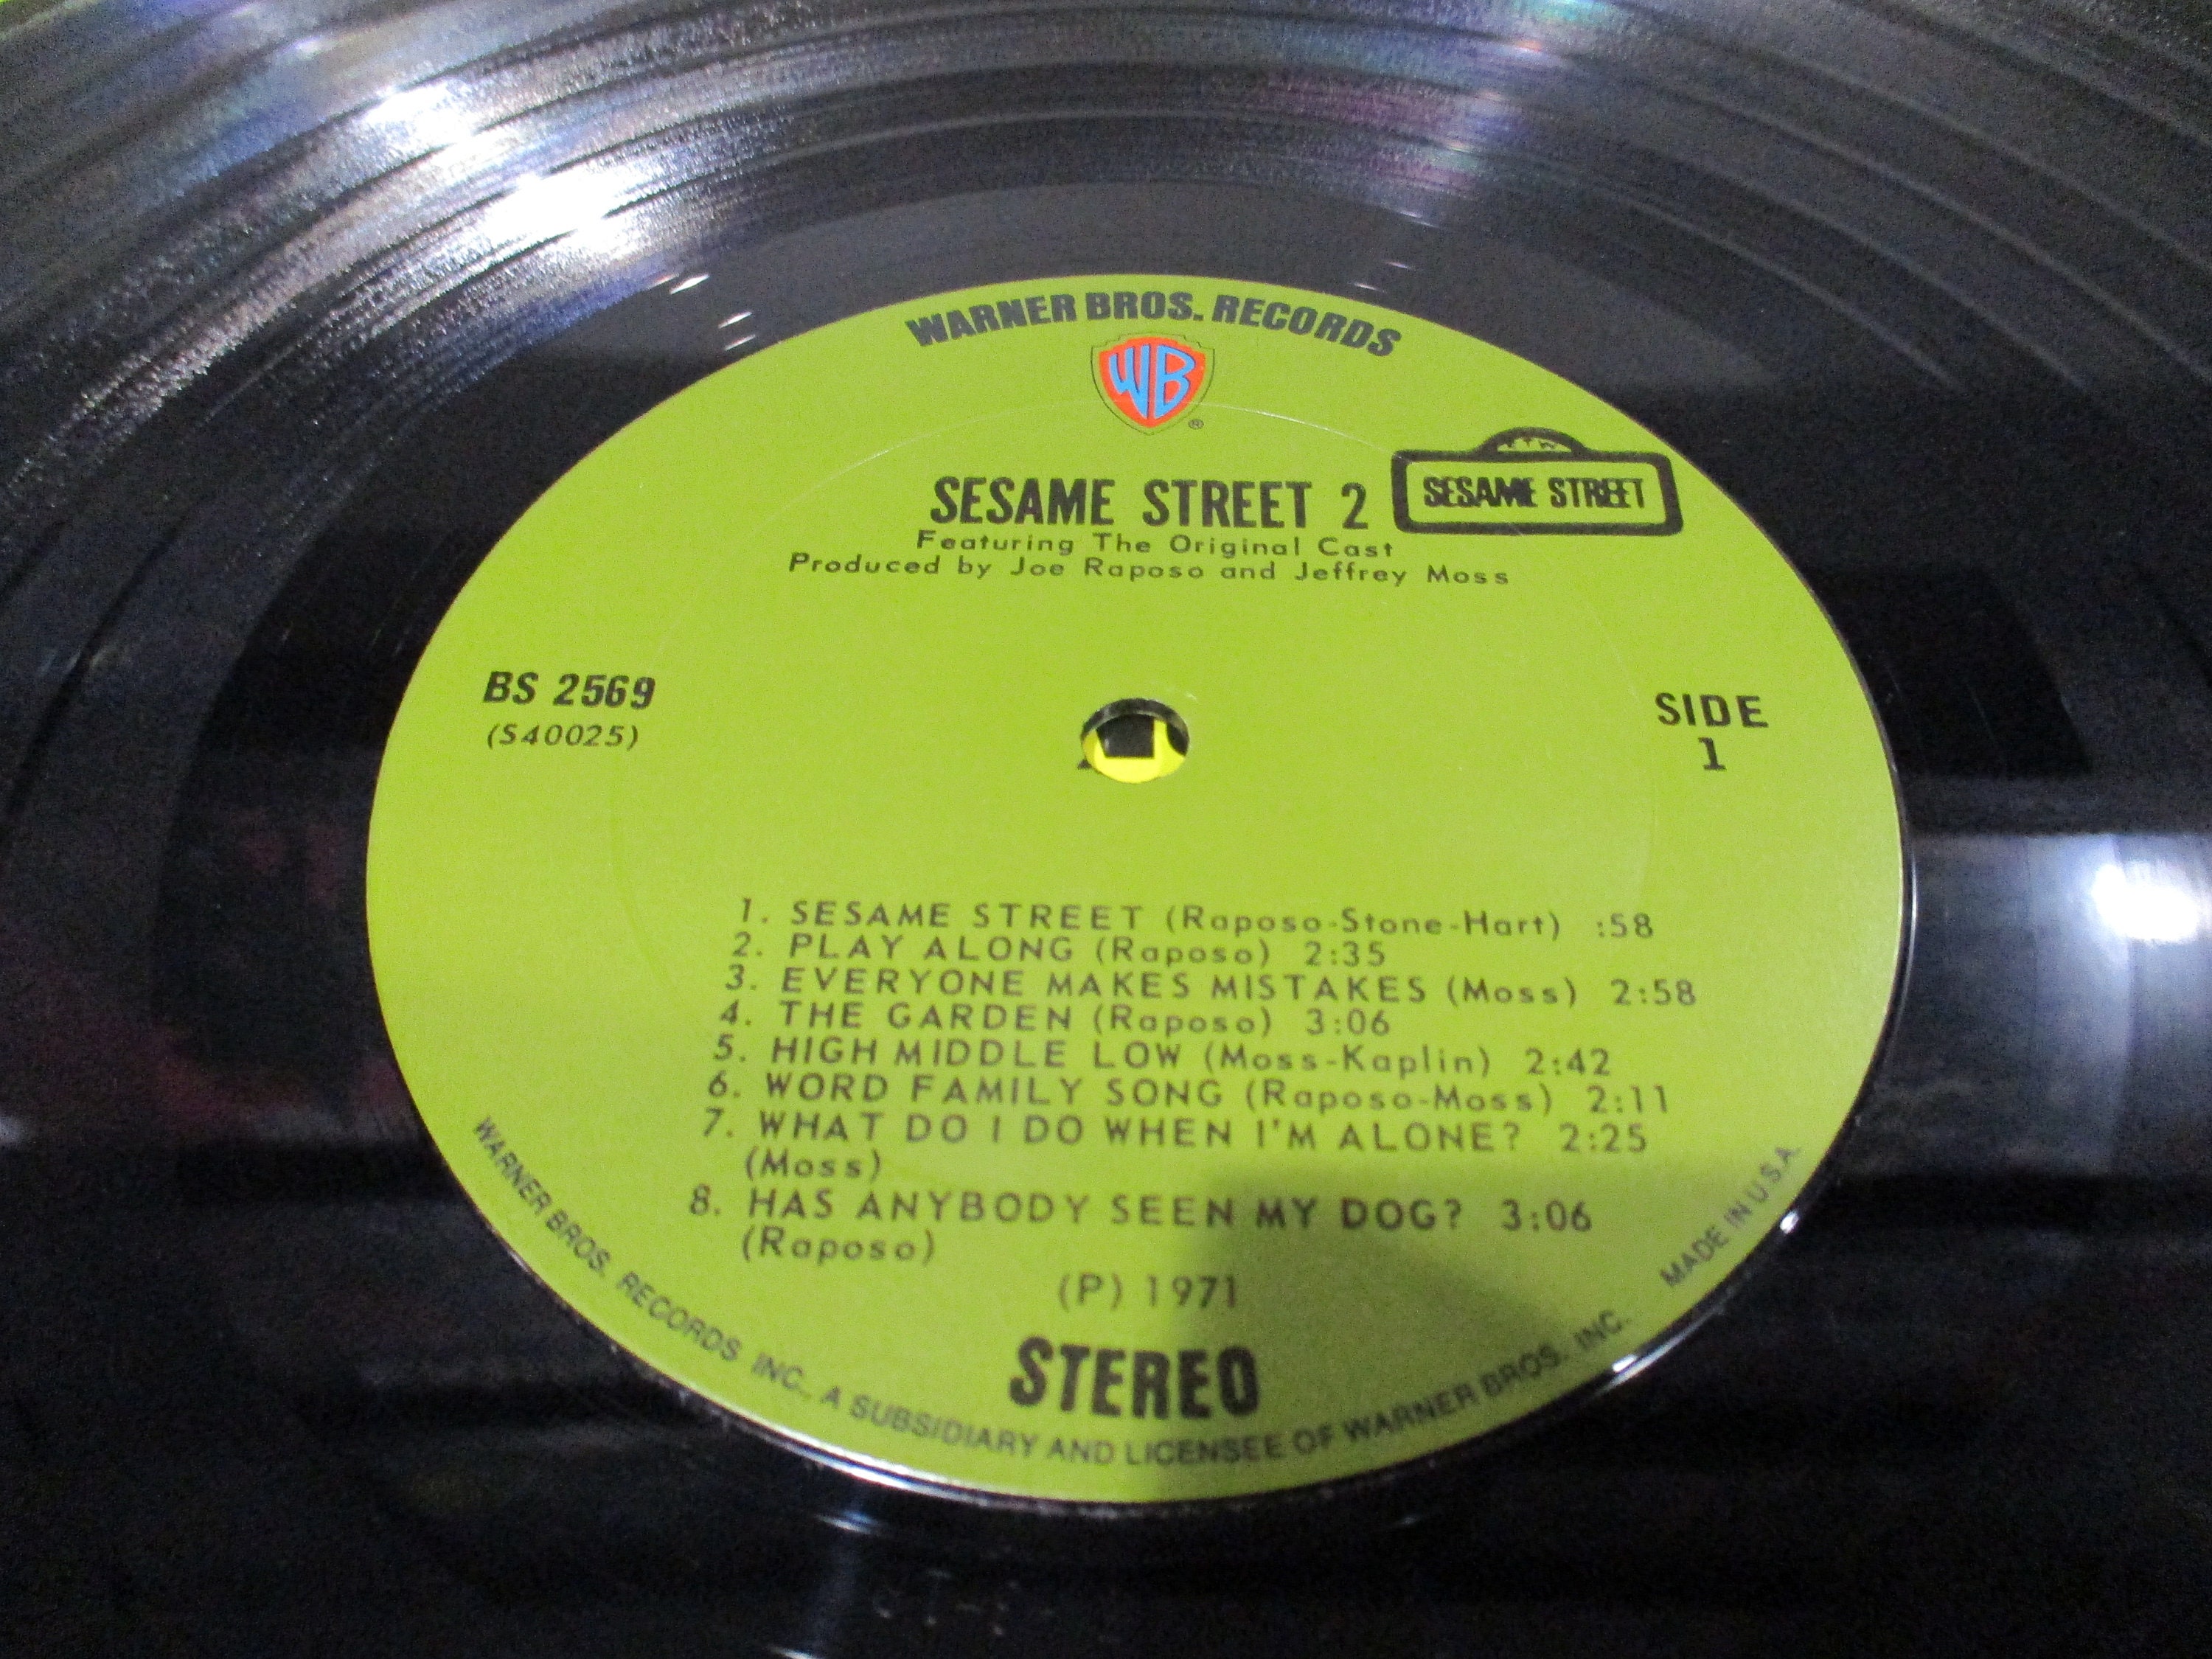 WARNER BROS. RECORDS
WB
®
SESAME STREET 2
SESAME STREET
Featuring The Original Cast
Produced by Joe Raposo and Jeffrey Moss
BS 2569
(S40025)
SIDE
1
1. SESAME STREET (Raposo-Stone-Hart) :58
2. PLAY ALONG (Raposo) 2:35
3. EVERYONE MAKES MISTAKES (Moss) 2:58
4. THE GARDEN (Raposo) 3:06
5. HIGH MIDDLE LOW (Moss-Kaplin) 2:42
6. WORD FAMILY SONG (Raposo-Moss) 2:11
7. WHAT DO I DO WHEN I'M ALONE? 2:25
(Moss)
8. HAS ANYBODY SEEN MY DOG? 3:06
(Raposo)
(P) 1971
STEREO
WARNER BROS. RECORDS INC., A SUBSIDIARY AND LICENSEE OF WARNER BROS. INC. MADE IN U.S.A.